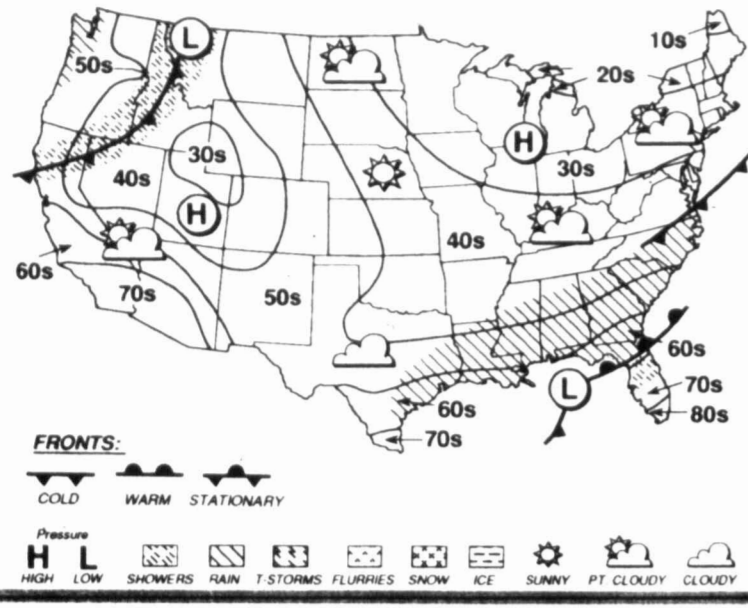 L
10s
50s
20s
H
30s
30s
40s
H
40s
60s
70s
50s
60s
L
70s
60s
80s
70s
FRONTS:
COLD WARM STATIONARY
Pressure
H L
HIGH LOW SHOWERS RAIN T-STORMS FLURRIES SNOW ICE SUNNY PT. CLOUDY CLOUDY